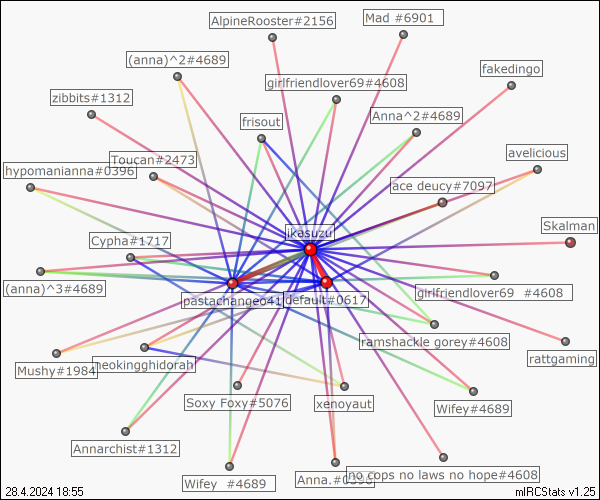 AlpineRooster#2156
Mad #6901
(anna)^2#4689
girlfriendlover69#4608
fakedingo
zibbits#1312
frisout
Anna^2#4689
hypomanianna#0396
Toucan#2473
avelicious
ace deucy#7097
ikasuzu
Skalman
Cypha#1717
(anna)^3#4689
pastachangeo41
default#0617
girlfriendlover69 #4608
ramshackle gorey#4608
rattgaming
Mushy#1984
neokingghidorah
Soxy Foxy#5076
xenoyaut
Wifey#4689
Annarchist#1312
Wifey #4689
Anna.#0396
no cops no laws no hope#4608
28.4.2024 18:55
mIRCStats v1.25